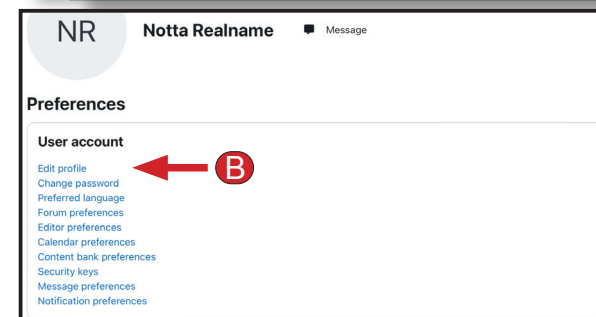 NR
Notta Realname
Message
Preferences
User account
Edit profile
B
Change password
Preferred language
Forum preferences
Editor preferences
Calendar preferences
Content bank preferences
Security keys
Message preferences
Notification preferences